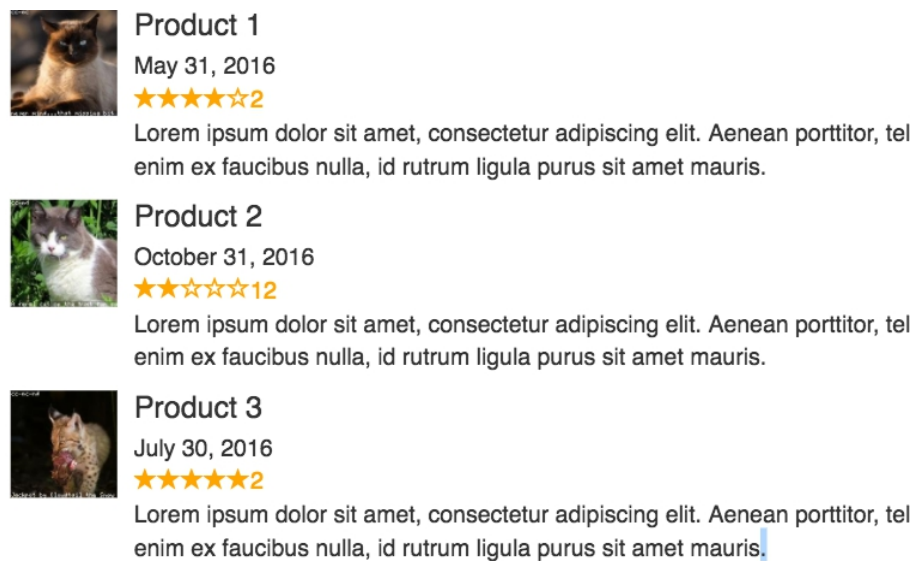 Product 1
May 31, 2016
★★★★☆2
Lorem ipsum dolor sit amet, consectetur adipiscing elit. Aenean porttitor, tel
enim ex faucibus nulla, id rutrum ligula purus sit amet mauris.
Product 2
October 31, 2016
★★☆☆☆12
Lorem ipsum dolor sit amet, consectetur adipiscing elit. Aenean porttitor, tel
enim ex faucibus nulla, id rutrum ligula purus sit amet mauris.
Product 3
July 30, 2016
★★★★★2
Lorem ipsum dolor sit amet, consectetur adipiscing elit. Aenean porttitor, tel
enim ex faucibus nulla, id rutrum ligula purus sit amet mauris.